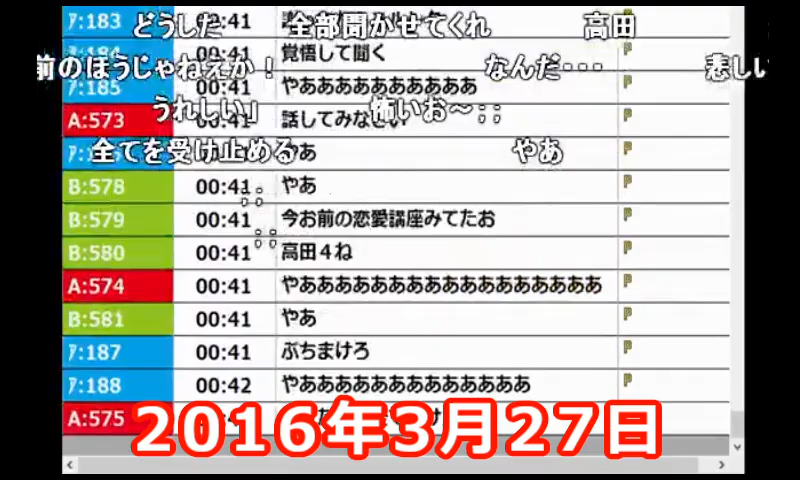 ｱ:183 どうした :41 全部聞かせてくれ 高田 P
00:41 覚悟して聞く P
前のほうじゃねえか！ なんだ・・・ 悲しい
ｱ:185 00:41 やああああああああああ P
うれしい」 怖いお～;;
A:573 00:41 話してみなさい P
全てを受け止める やあ P
B:578 00:41 やあ P
;;
B:579 00:41 今お前の恋愛講座みてたお P
;;
B:580 00:41 高田４ね P
A:574 00:41 やああああああああああああああああああ P
B:581 00:41 やあ P
ｱ:187 00:41 ぶちまけろ P
ｱ:188 00:42 やあああああああああああああ P
A:575
2016年3月27日